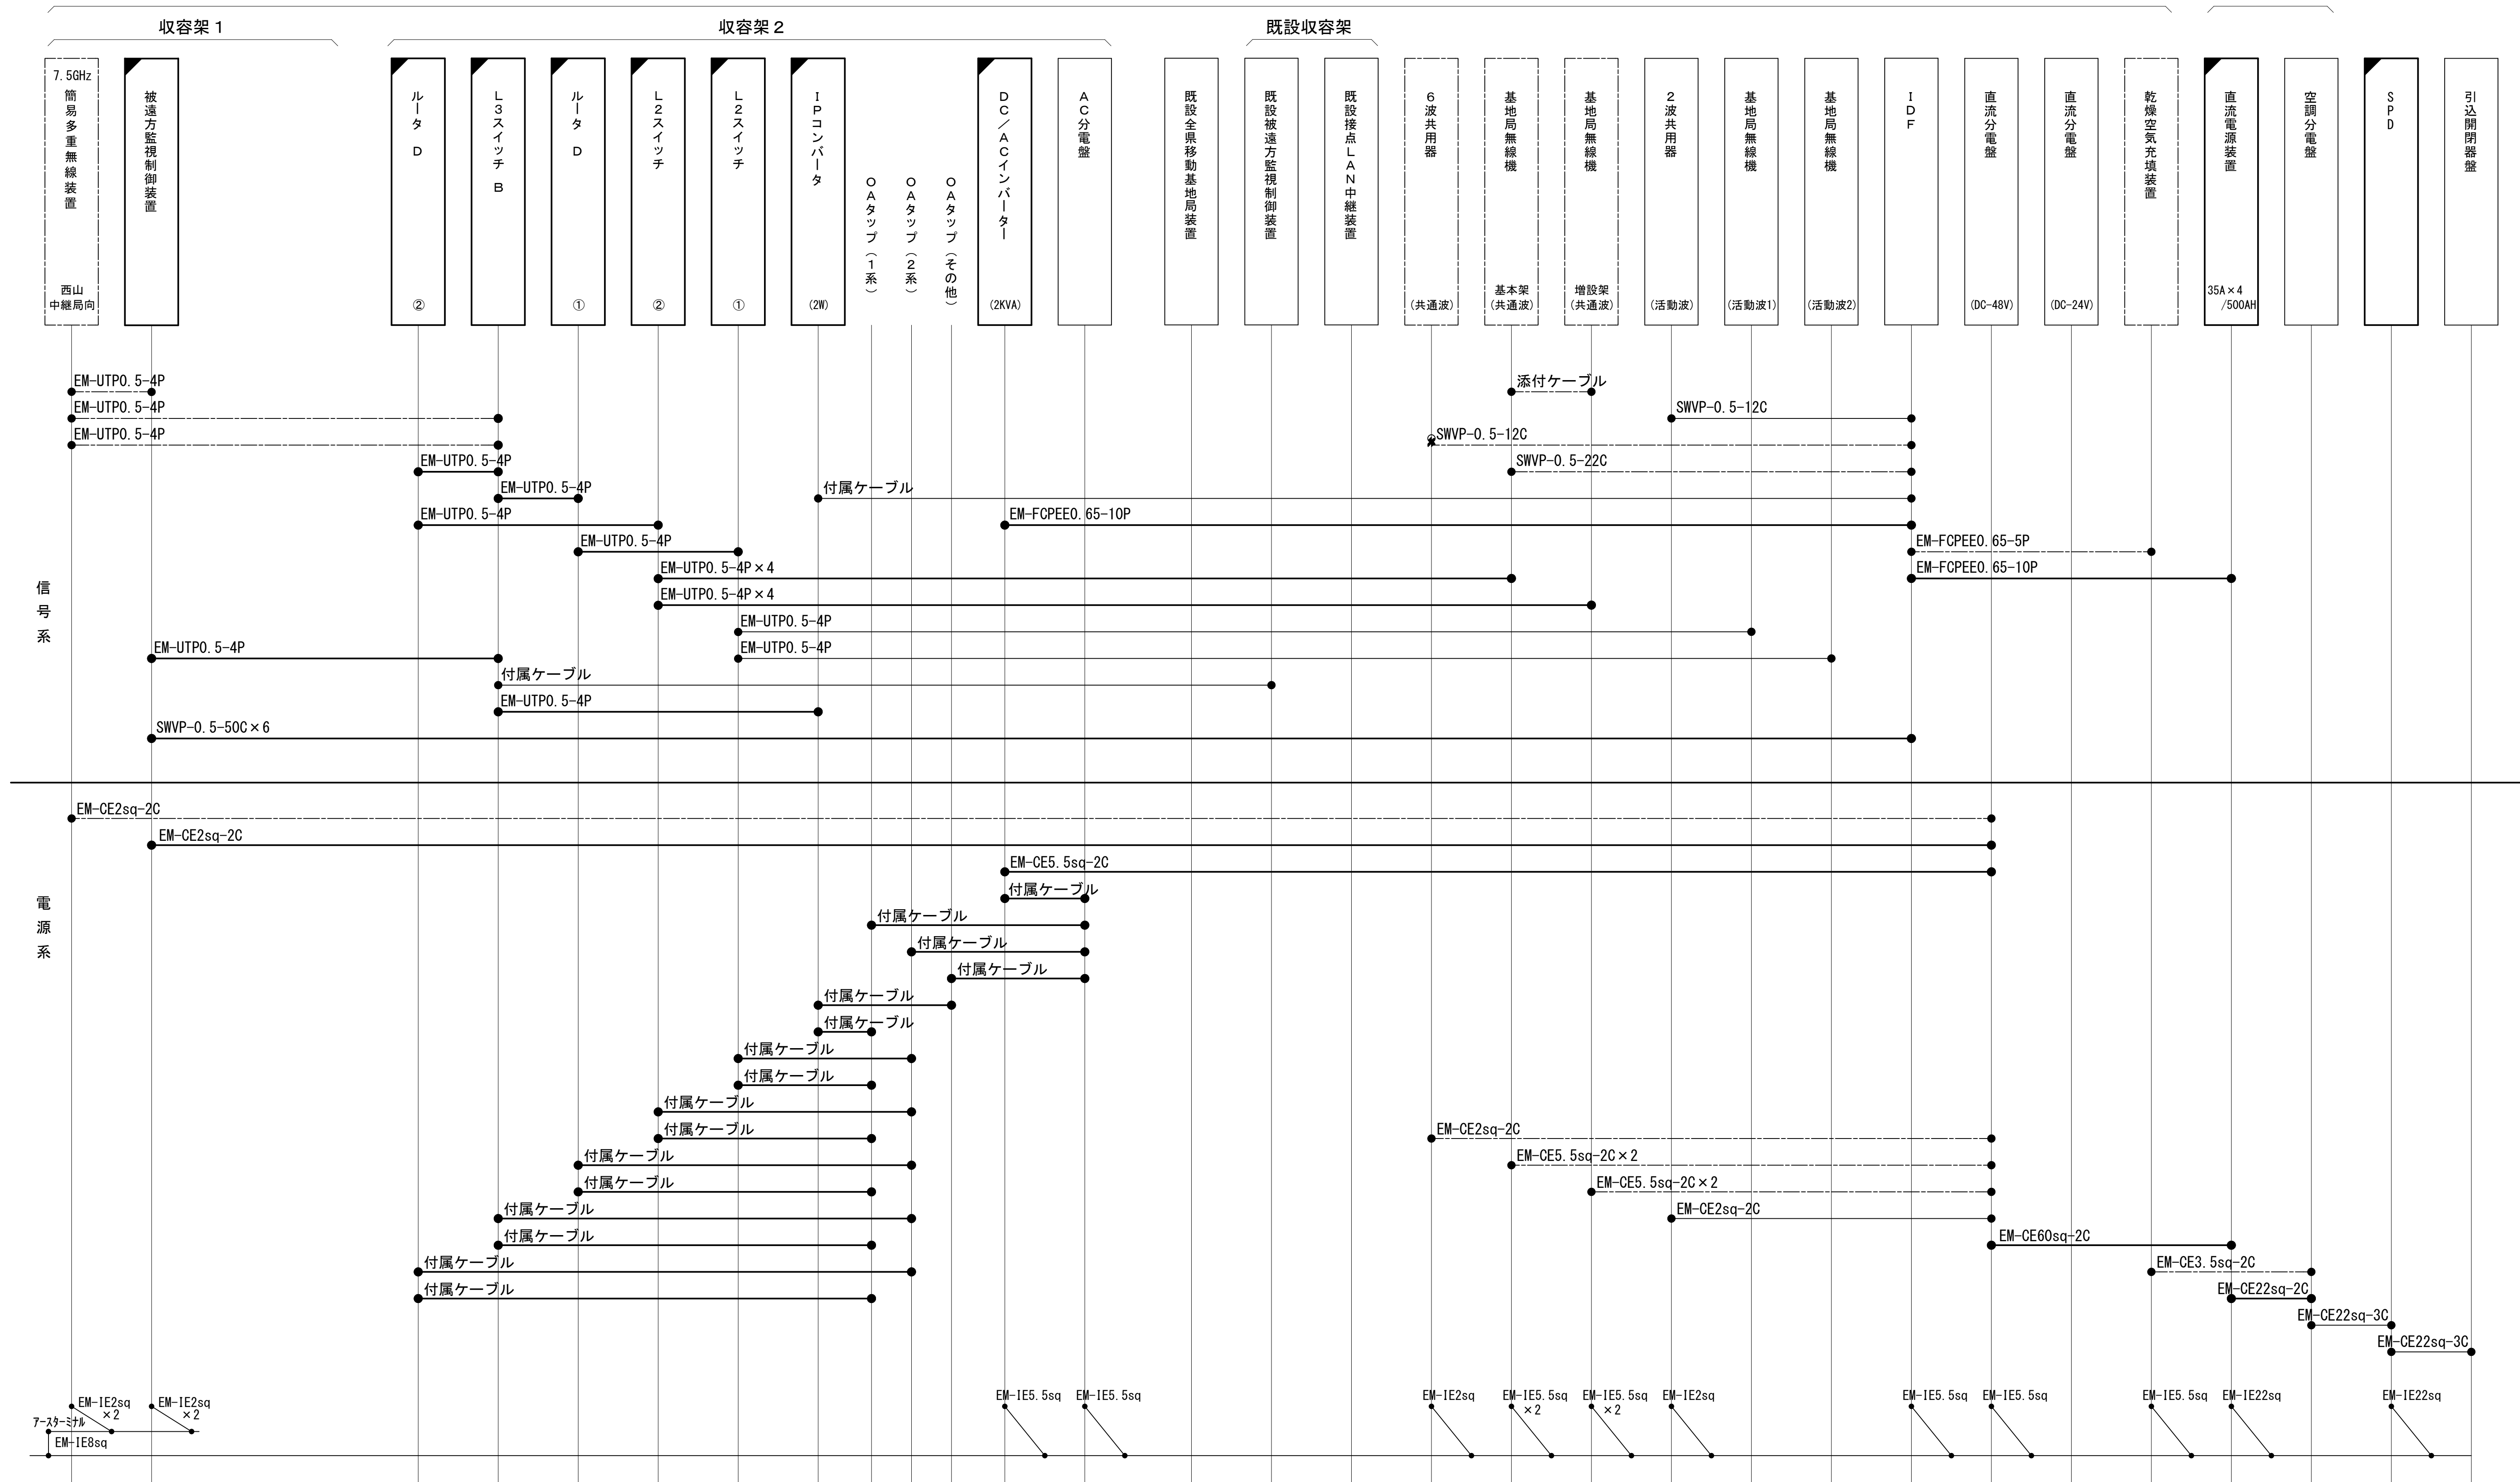 収容架１
収容架２
既設収容架
7.5GHz
簡易多重無線装置
西山
中継局向
被遠方監視制御装置
ルータ D
②
L3スイッチ B
ルータ D
①
L2スイッチ
②
L2スイッチ
①
IPコンバータ
(2W)
OAタップ（1系）
OAタップ（2系）
OAタップ（その他）
DC／ACインバーター
(2KVA)
AC分電盤
既設全県移動基地局装置
既設被遠方監視制御装置
既設接点LAN中継装置
6波共用器
(共通波)
基地局無線機
基本架
(共通波)
基地局無線機
増設架
(共通波)
2波共用器
(活動波)
基地局無線機
(活動波1)
基地局無線機
(活動波2)
IDF
直流分電盤
(DC-48V)
直流分電盤
(DC-24V)
乾燥空気充填装置
直流電源装置
35A×4
/500AH
空調分電盤
SPD
引込開閉器盤
信号系
EM-UTP0.5-4P
添付ケーブル
EM-UTP0.5-4P
SWVP-0.5-12C
EM-UTP0.5-4P
SWVP-0.5-12C
EM-UTP0.5-4P
SWVP-0.5-22C
EM-UTP0.5-4P
付属ケーブル
EM-UTP0.5-4P
EM-FCPEE0.65-10P
EM-UTP0.5-4P
EM-FCPEE0.65-5P
EM-UTP0.5-4P×4
EM-FCPEE0.65-10P
EM-UTP0.5-4P×4
EM-UTP0.5-4P
EM-UTP0.5-4P
EM-UTP0.5-4P
付属ケーブル
EM-UTP0.5-4P
SWVP-0.5-50C×6
電源系
EM-CE2sq-2C
EM-CE2sq-2C
EM-CE5.5sq-2C
付属ケーブル
付属ケーブル
付属ケーブル
付属ケーブル
付属ケーブル
付属ケーブル
付属ケーブル
付属ケーブル
付属ケーブル
付属ケーブル
EM-CE2sq-2C
付属ケーブル
EM-CE5.5sq-2C×2
付属ケーブル
EM-CE5.5sq-2C×2
付属ケーブル
EM-CE2sq-2C
付属ケーブル
EM-CE60sq-2C
付属ケーブル
EM-CE3.5sq-2C
付属ケーブル
EM-CE22sq-2C
EM-CE22sq-3C
EM-CE22sq-3C
EM-IE2sq
×2
EM-IE2sq
×2
EM-IE5.5sq
EM-IE5.5sq
EM-IE2sq
EM-IE5.5sq
×2
EM-IE5.5sq
×2
EM-IE2sq
EM-IE5.5sq
EM-IE5.5sq
EM-IE5.5sq
EM-IE22sq
EM-IE22sq
ｱｰｽﾀｰﾐﾅﾙ
EM-IE8sq